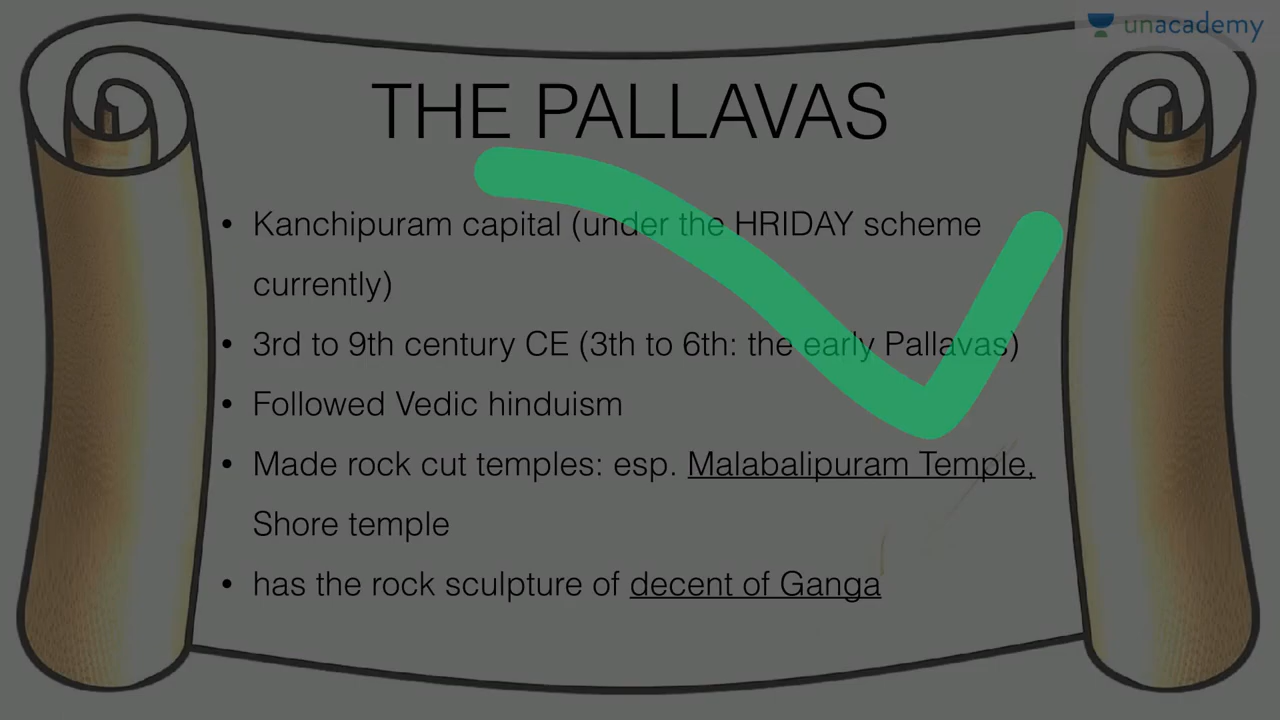 unacademy
THE PALLAVAS
• Kanchipuram capital (under the HRIDAY scheme
currently)
• 3rd to 9th century CE (3th to 6th: the early Pallavas)
• Followed Vedic hinduism
• Made rock cut temples: esp. Malabalipuram Temple,
Shore temple
• has the rock sculpture of decent of Ganga